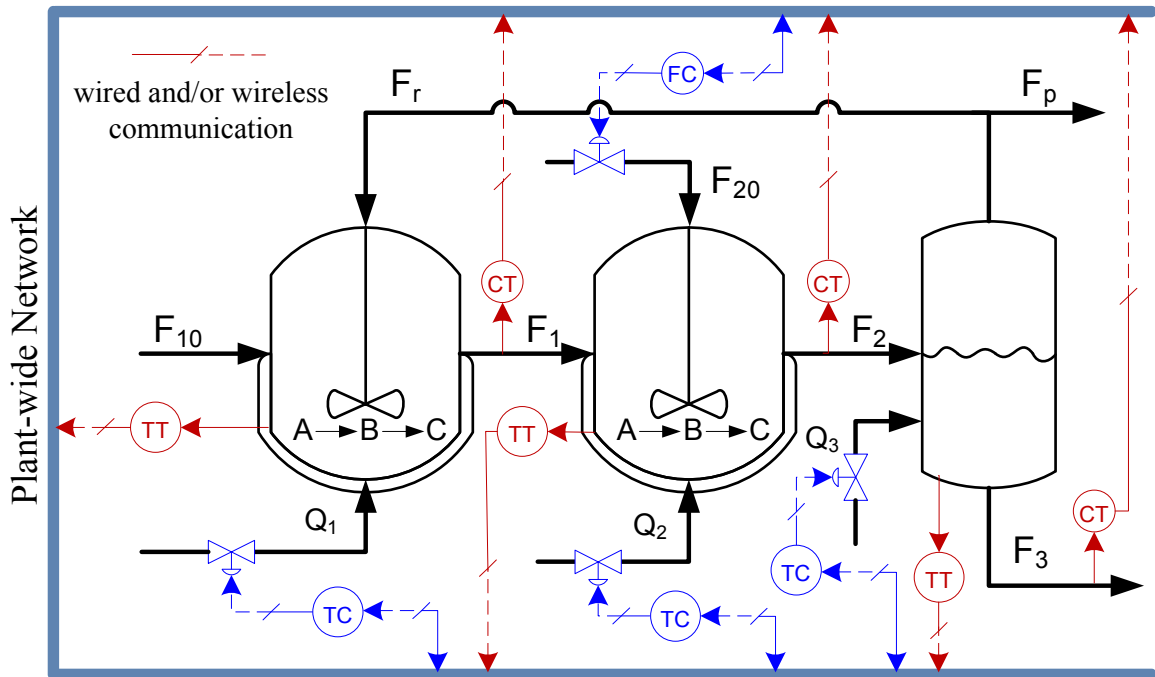 wired and/or wireless
communication
Plant-wide Network
FC
Fr
Fp
F20
CT
CT
F10
F1
F2
TT
A B C
TT
A B C
Q3
CT
Q1
Q2
TC
TT
F3
TC
TC